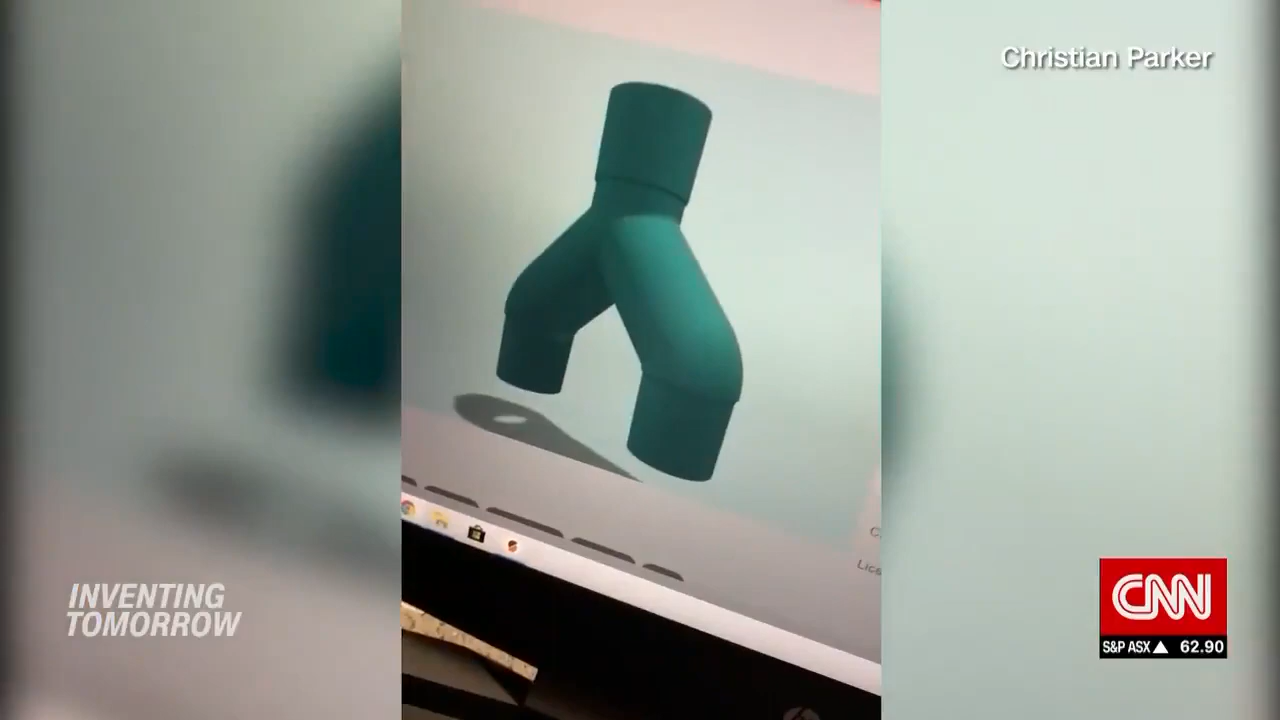 Christian Parker
INVENTING
TOMORROW
CNN
S&P ASX ▲ 62.90